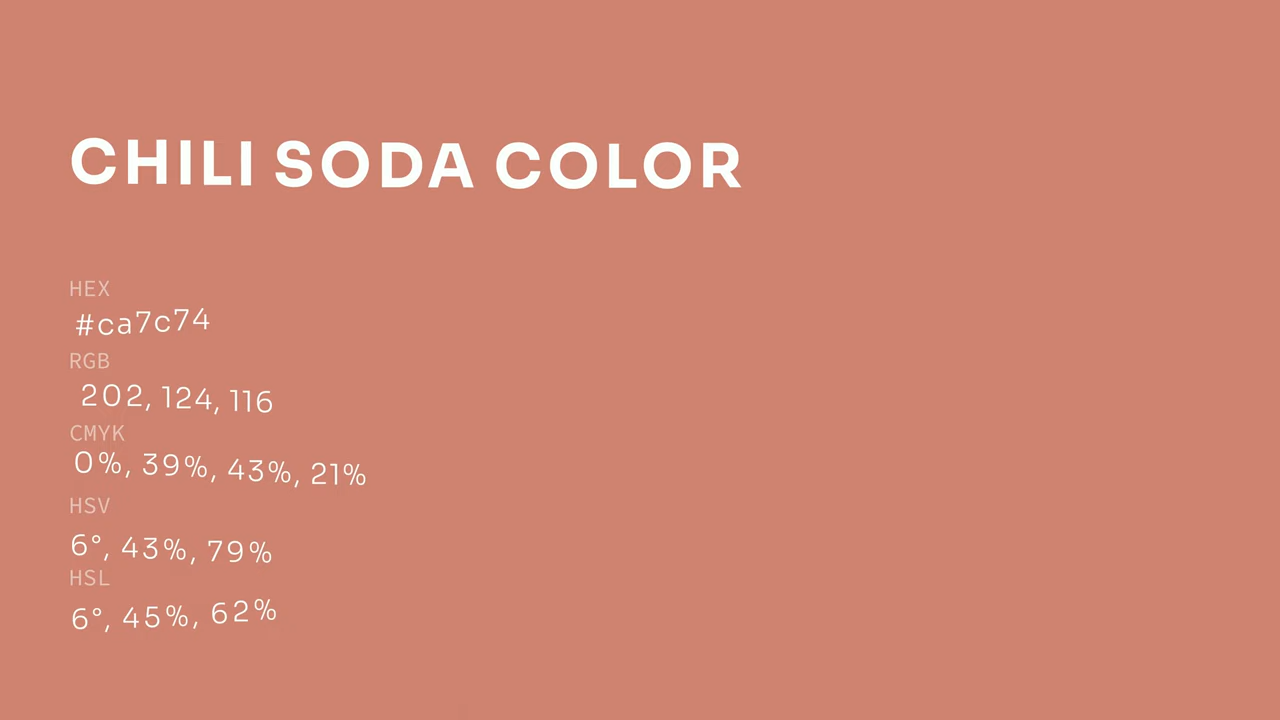 CHILI SODA COLOR
HEX
#ca7c74
RGB
202, 124, 116
CMYK
0%, 39%, 43%, 21%
HSV
6°, 43%, 79%
HSL
6°, 45%, 62%